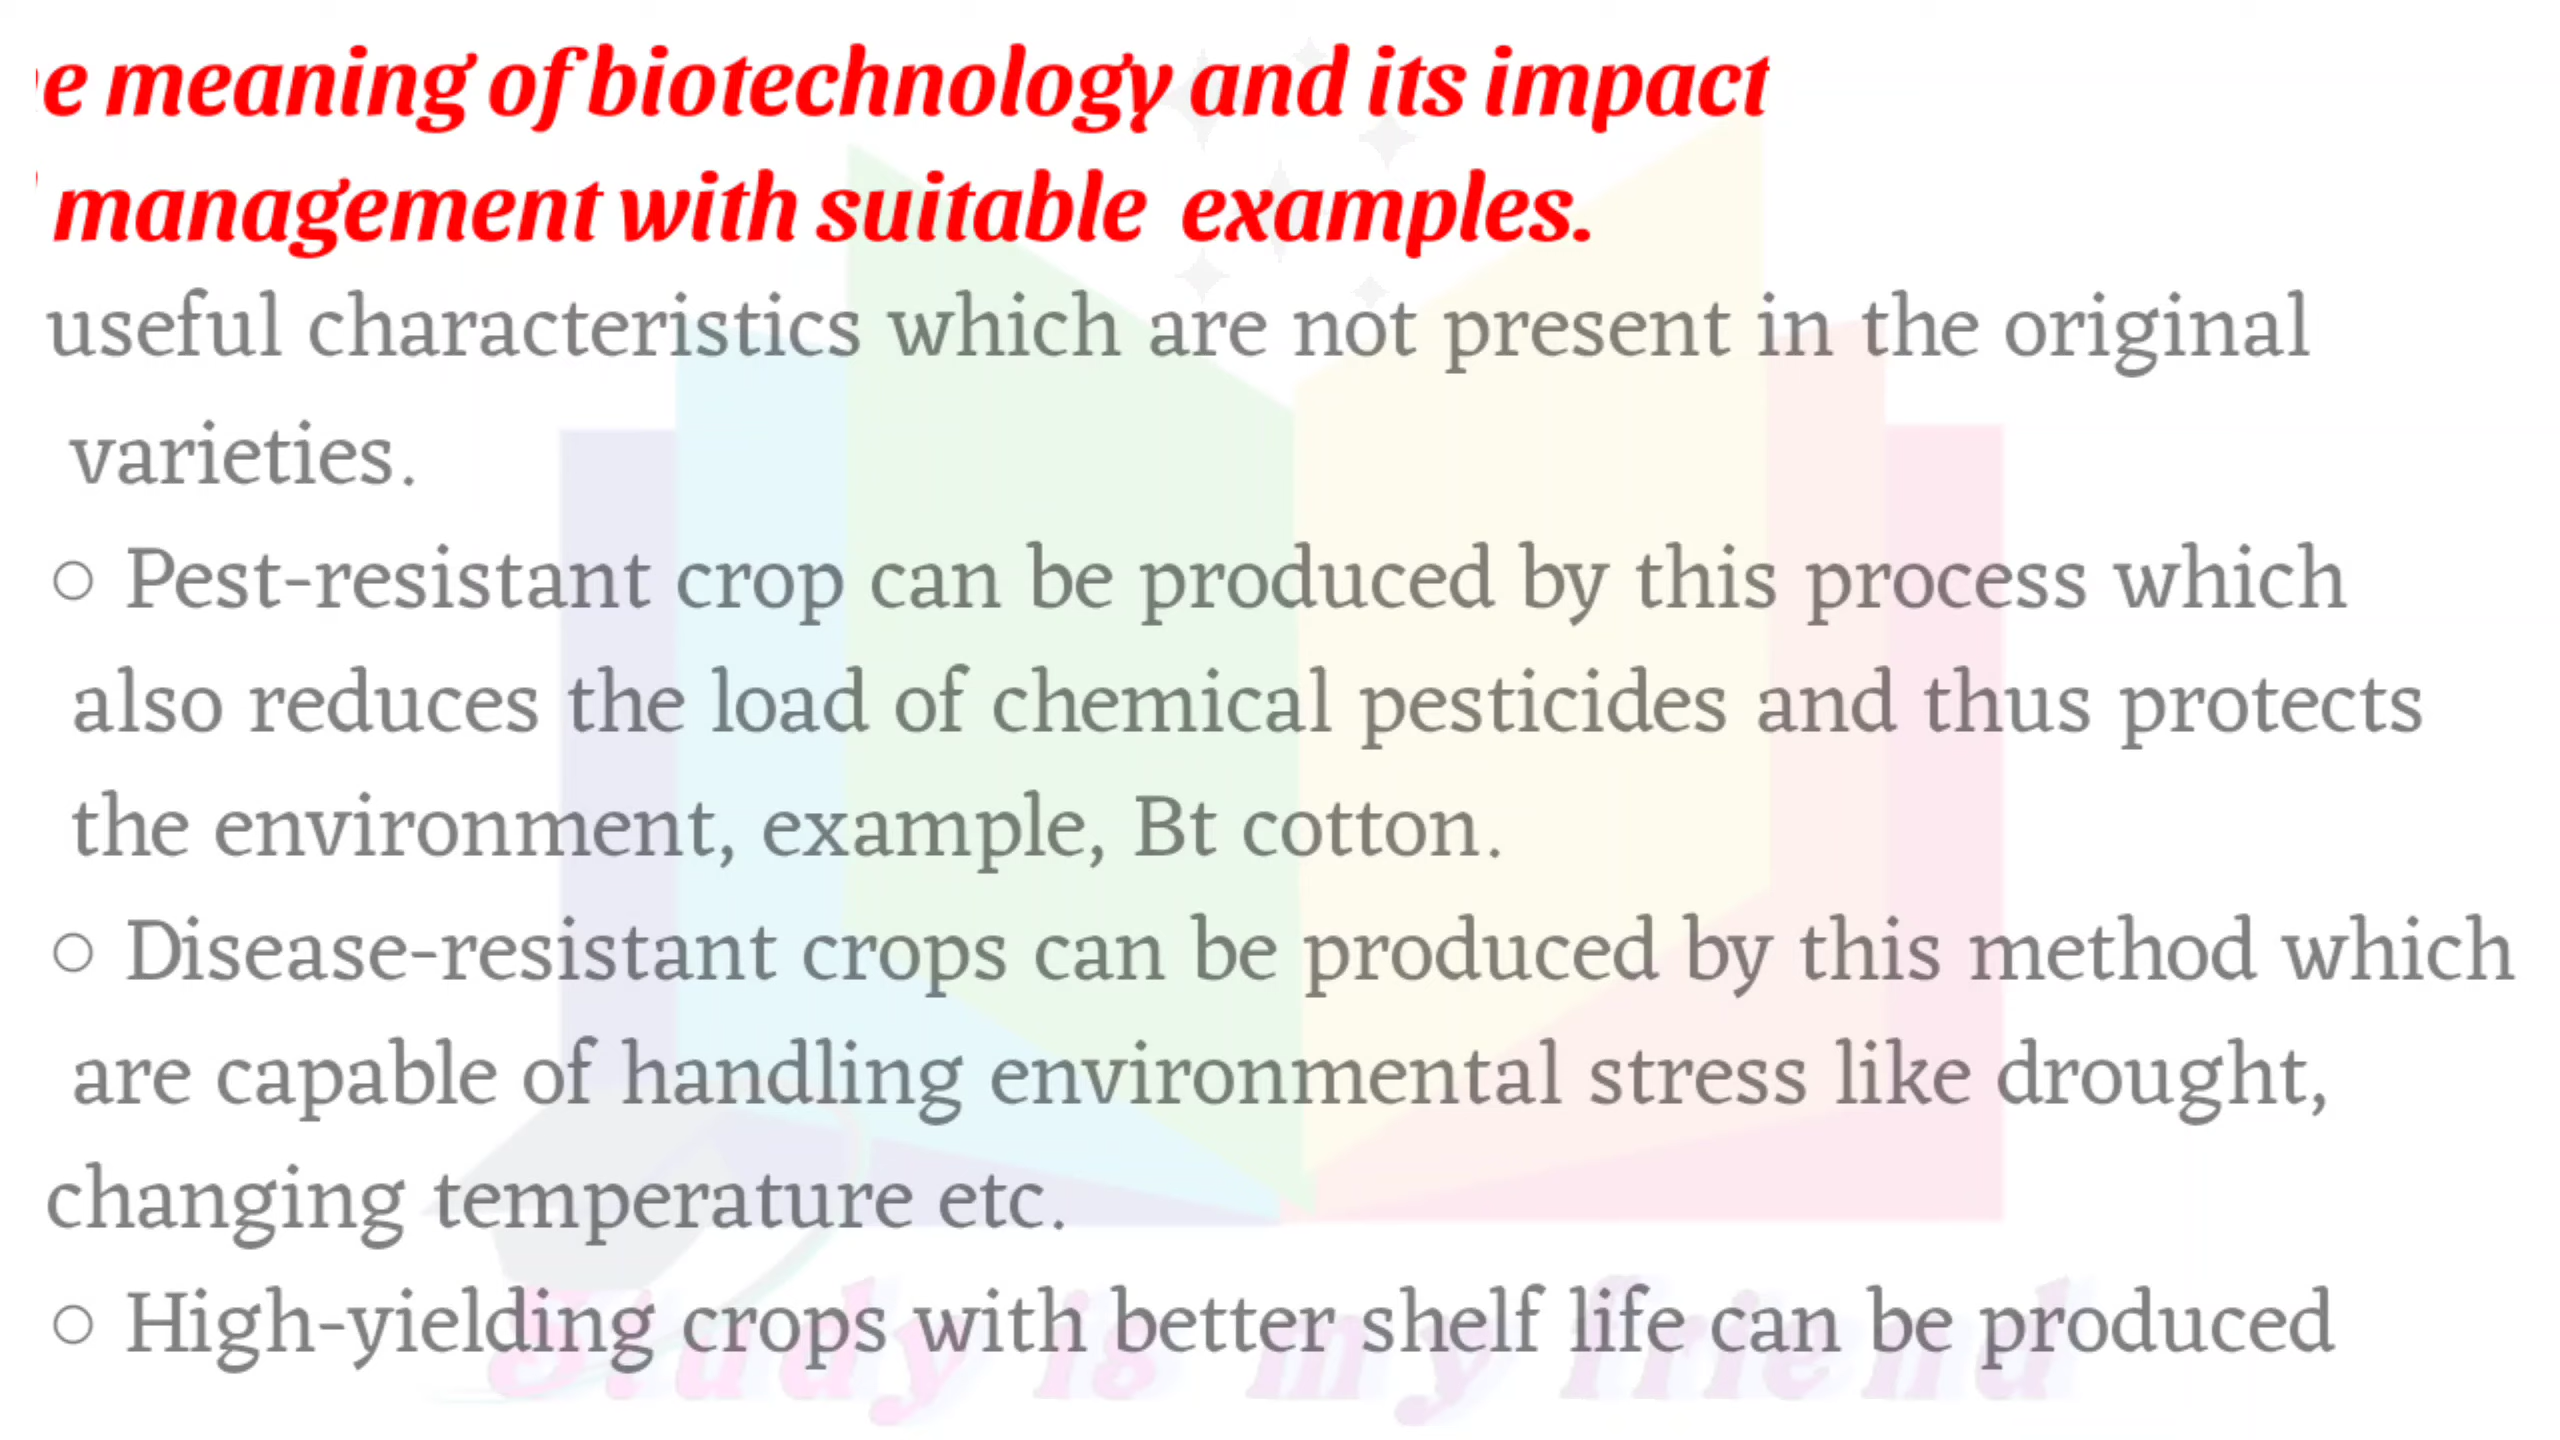 meaning of biotechnology and its impact
management with suitable examples.
useful characteristics which are not present in the original
varieties.
○ Pest-resistant crop can be produced by this process which
also reduces the load of chemical pesticides and thus protects
the environment, example, Bt cotton.
○ Disease-resistant crops can be produced by this method which
are capable of handling environmental stress like drought,
changing temperature etc.
○ High-yielding crops with better shelf life can be produced
Study is my friend